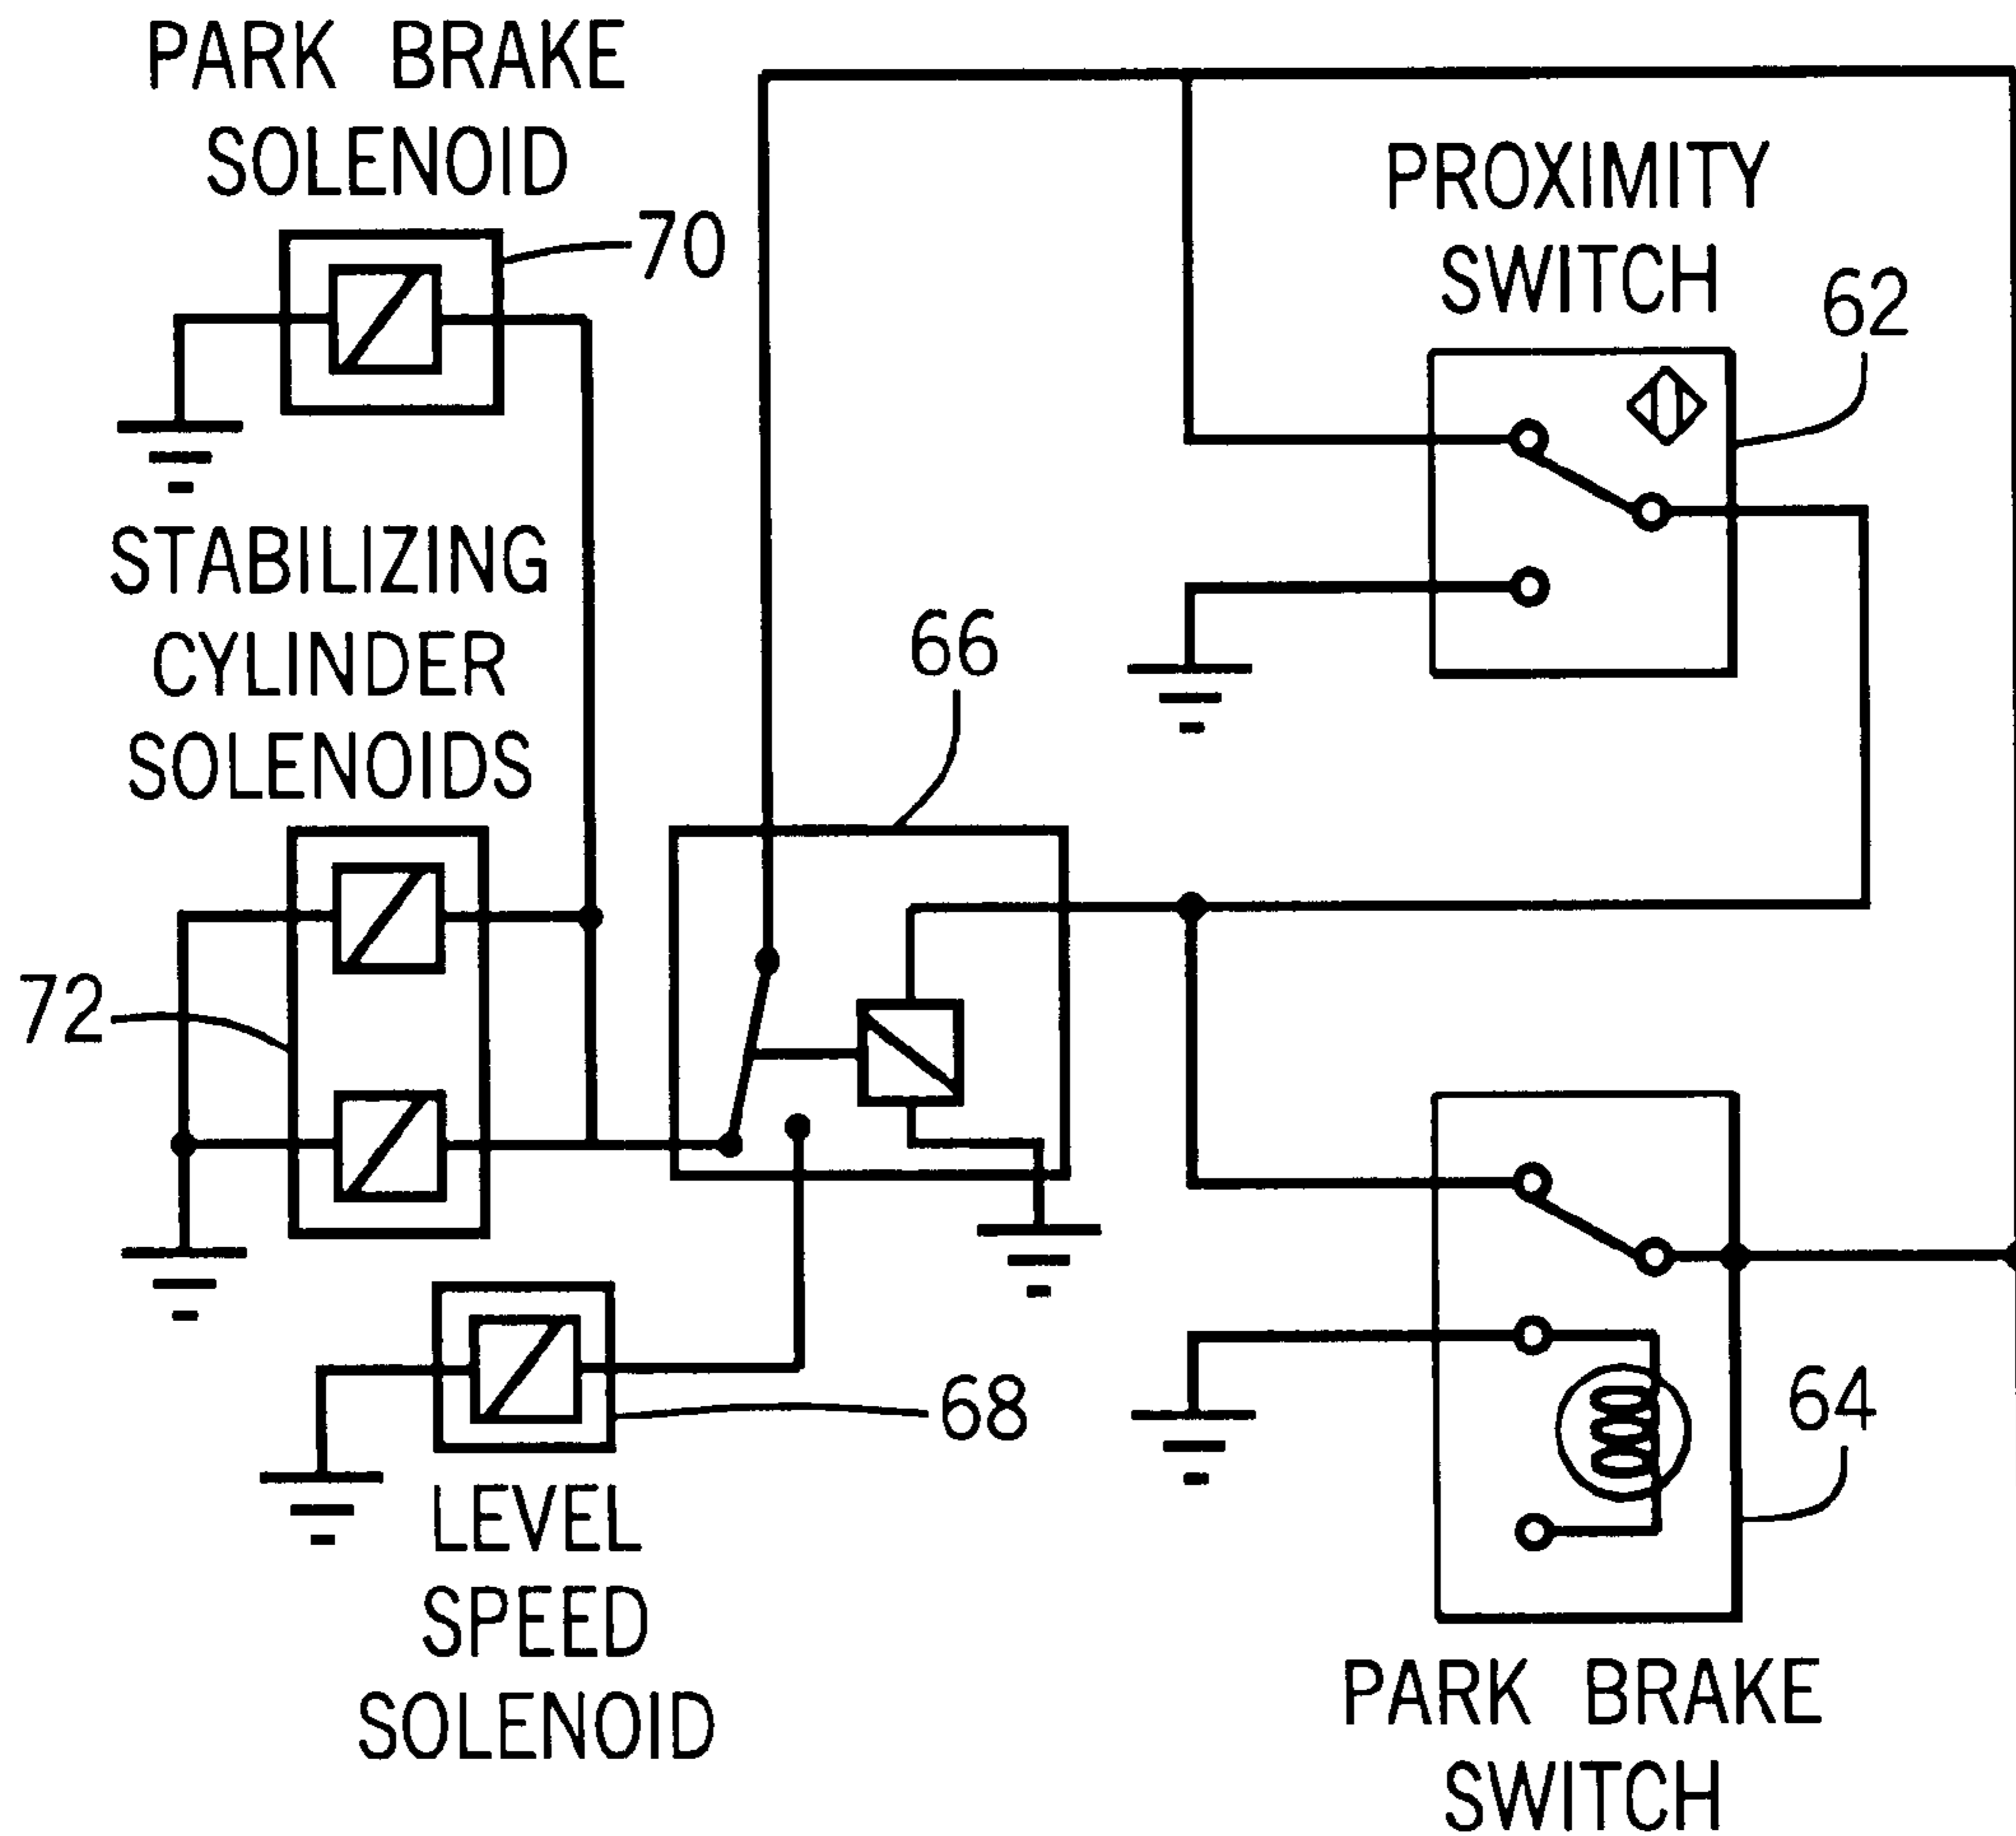 PARK BRAKE
SOLENOID
70
PROXIMITY
SWITCH
62
STABILIZING
CYLINDER
SOLENOIDS
66
72
68
64
LEVEL
SPEED
SOLENOID
PARK BRAKE
SWITCH